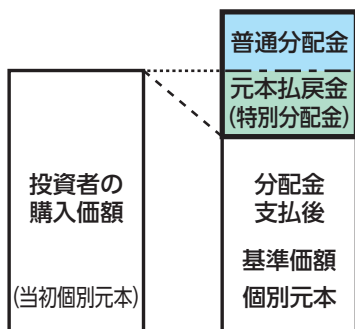 普通分配金
元本払戻金
(特別分配金)
投資者の
購入価額
(当初個別元本)
分配金
支払後
基準価額
個別元本